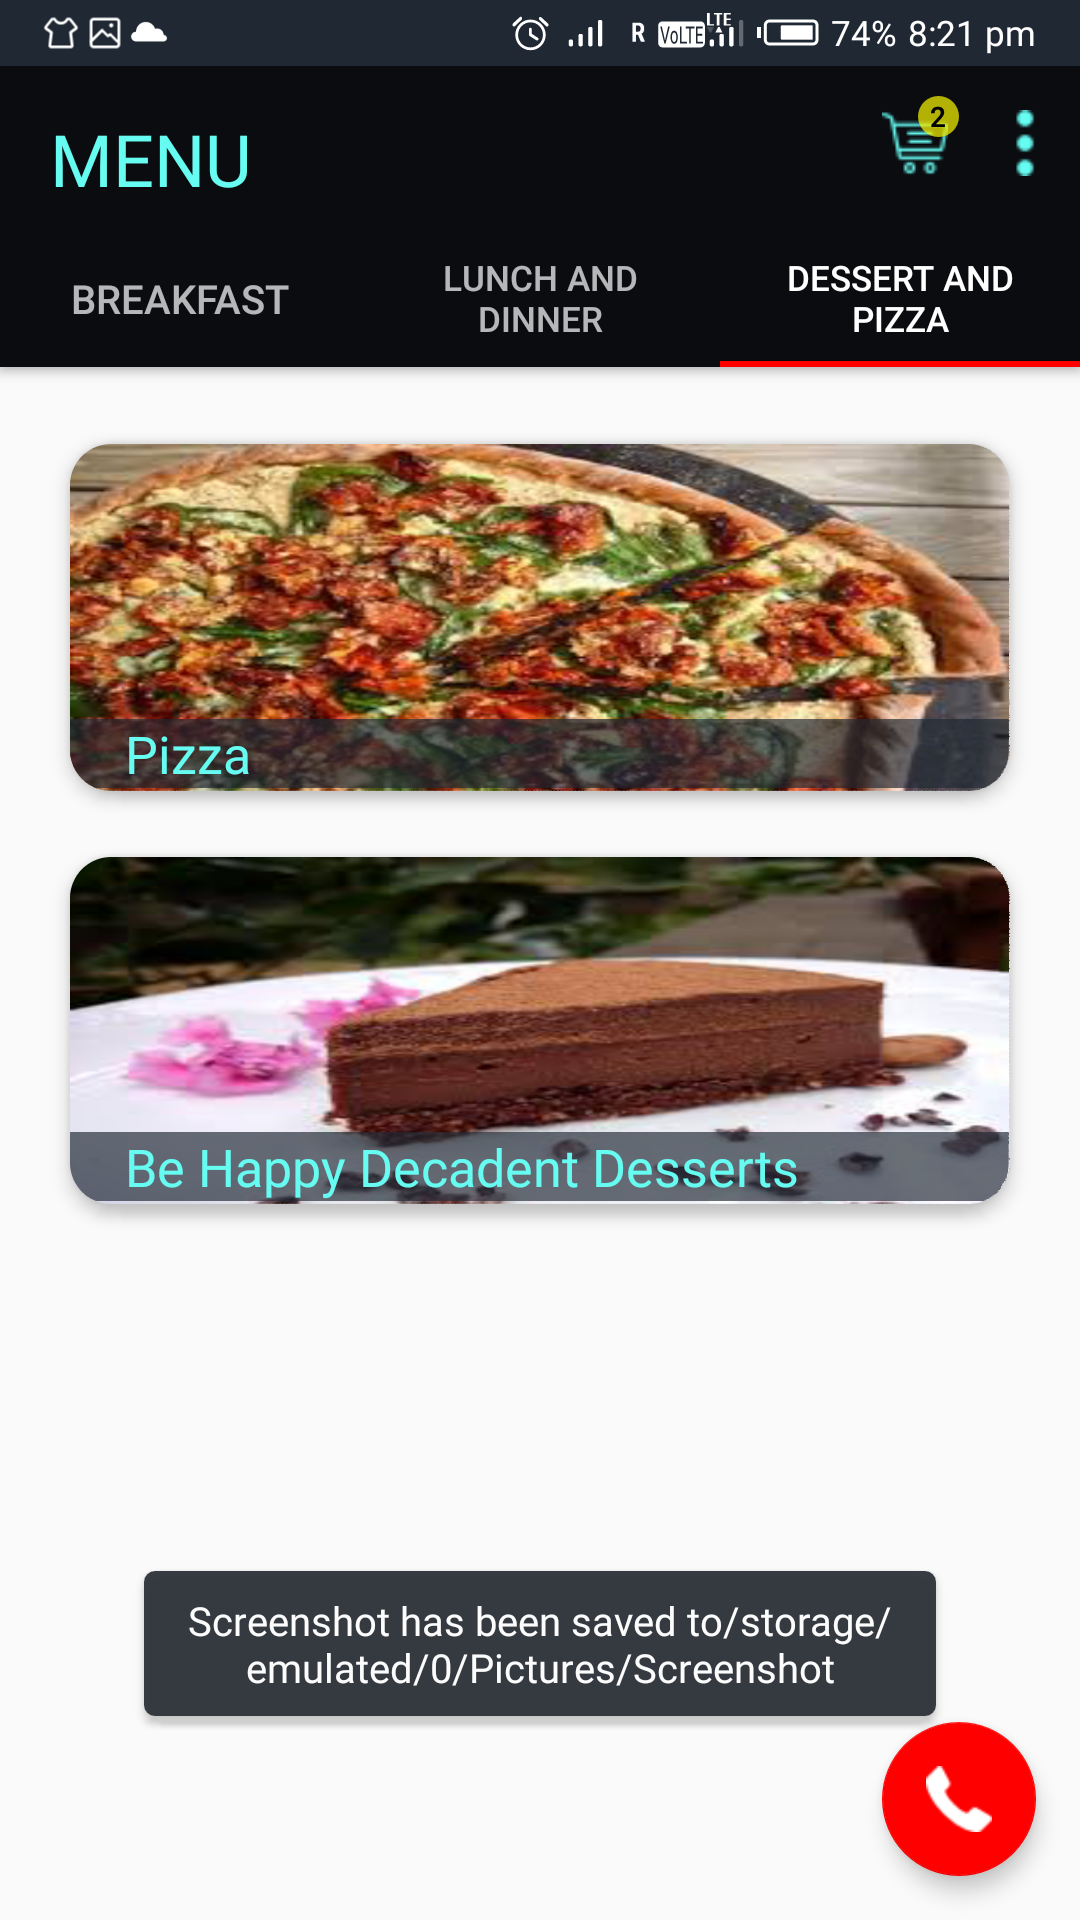 R VoLTE LTE 74% 8:21 pm
MENU
2
BREAKFAST
LUNCH AND
DINNER
DESSERT AND
PIZZA
Pizza
Be Happy Decadent Desserts
Screenshot has been saved to/storage/
emulated/0/Pictures/Screenshot